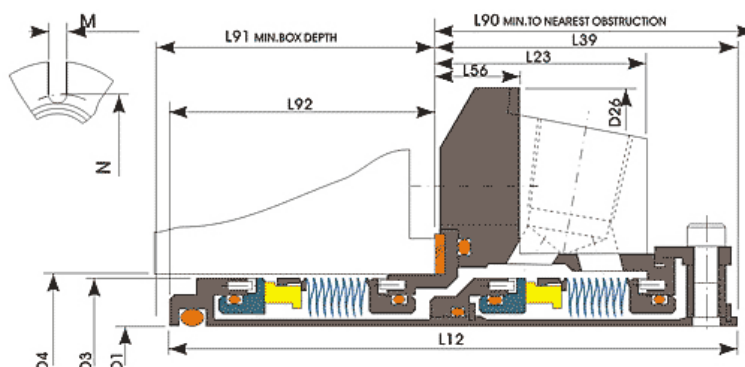 M
L91 MIN.BOX DEPTH
L90 MIN.TO NEAREST OBSTRUCTION
L39
L23
L56
L92
D26
N
D4
D3
D1
L12